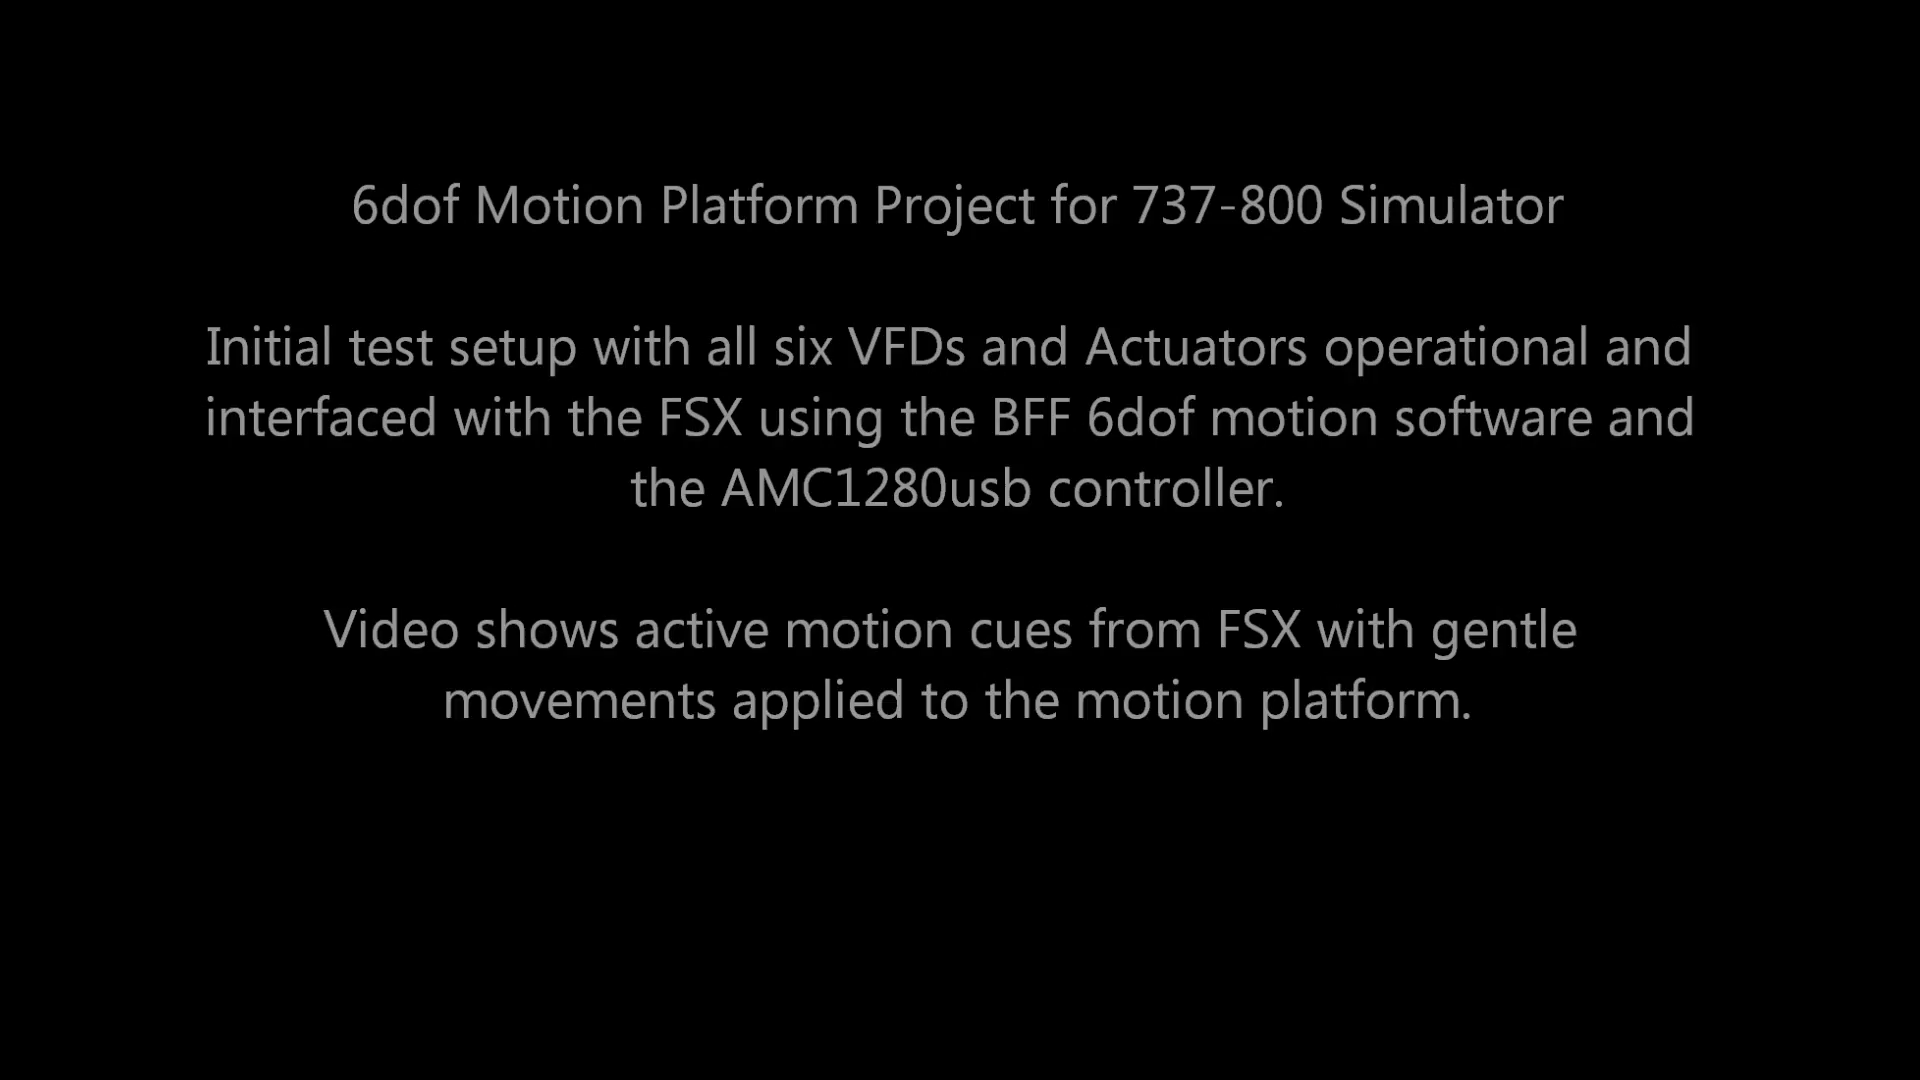 6dof Motion Platform Project for 737-800 Simulator
Initial test setup with all six VFDs and Actuators operational and
interfaced with the FSX using the BFF 6dof motion software and
the AMC1280usb controller.
Video shows active motion cues from FSX with gentle
movements applied to the motion platform.